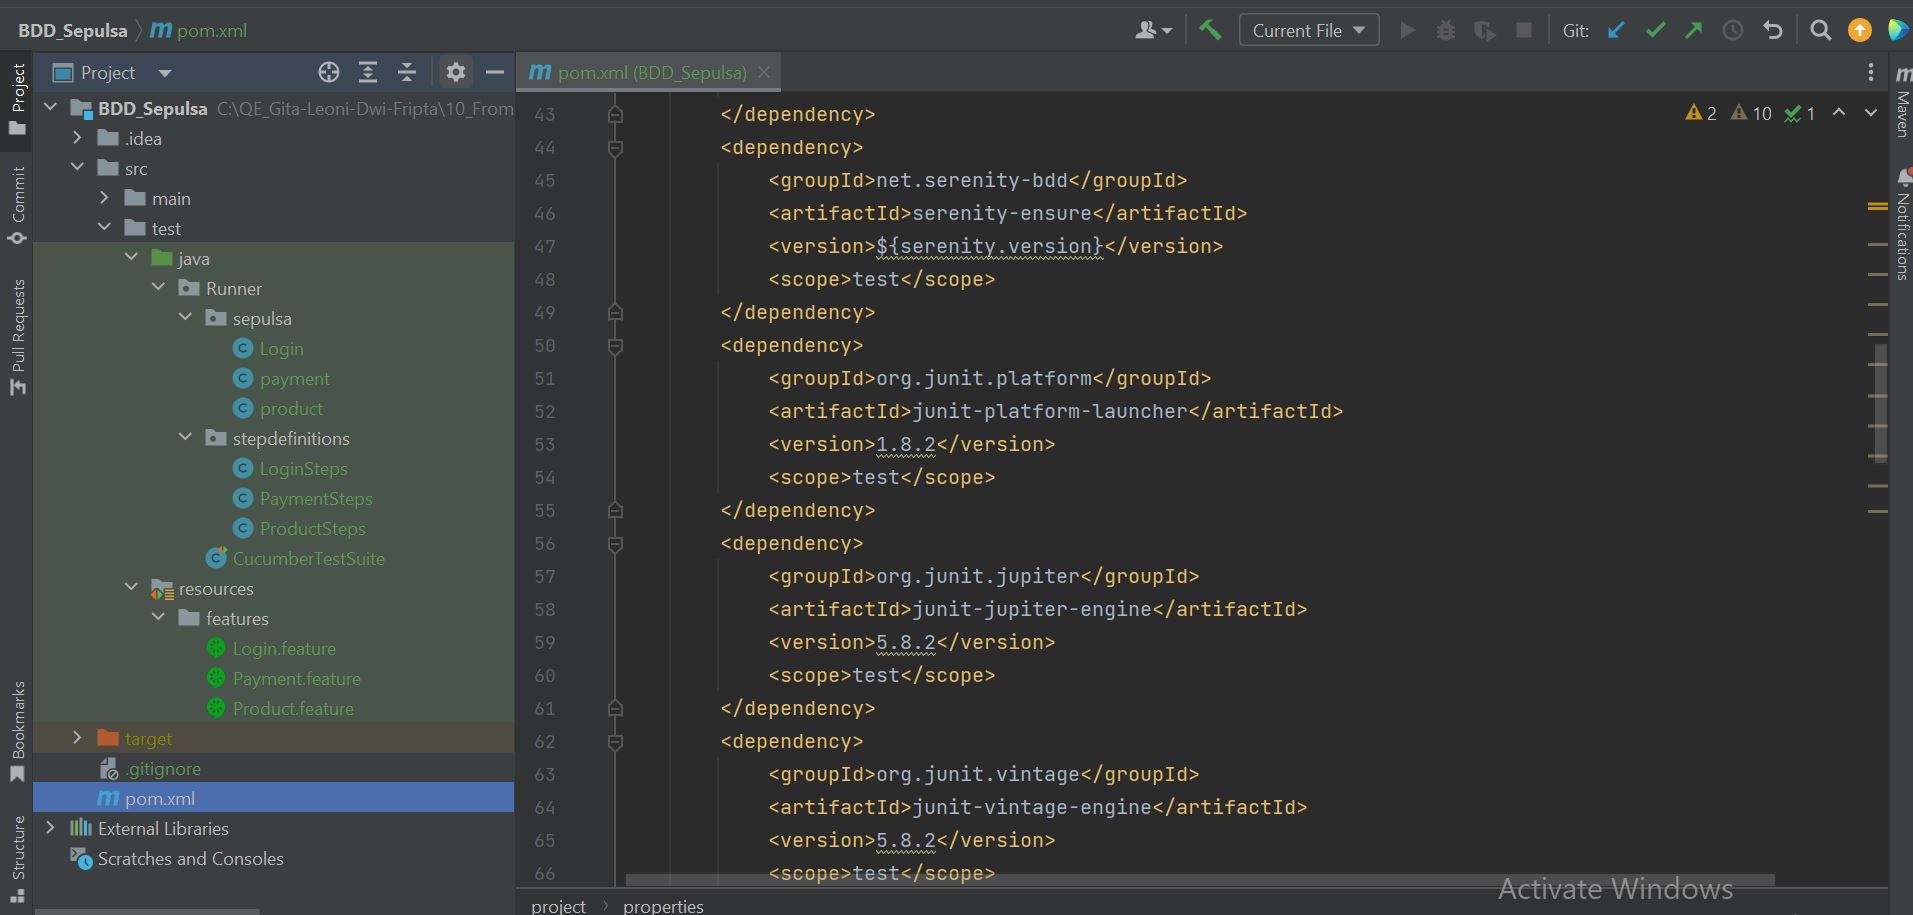 BDD_Sepulsa pom.xml
Current File
Git:
Project
Commit
Pull Requests
Bookmarks
Structure
Project
BDD_Sepulsa C:\QE_Gita-Leoni-Dwi-Fripta\10_From
.idea
src
main
test
java
Runner
sepulsa
Login
payment
product
stepdefinitions
LoginSteps
PaymentSteps
ProductSteps
CucumberTestSuite
resources
features
Login.feature
Payment.feature
Product.feature
target
.gitignore
pom.xml
External Libraries
Scratches and Consoles
pom.xml (BDD_Sepulsa)
2 10 1
43 </dependency>
44 <dependency>
45 <groupId>net.serenity-bdd</groupId>
46 <artifactId>serenity-ensure</artifactId>
47 <version>${serenity.version}</version>
48 <scope>test</scope>
49 </dependency>
50 <dependency>
51 <groupId>org.junit.platform</groupId>
52 <artifactId>junit-platform-launcher</artifactId>
53 <version>1.8.2</version>
54 <scope>test</scope>
55 </dependency>
56 <dependency>
57 <groupId>org.junit.jupiter</groupId>
58 <artifactId>junit-jupiter-engine</artifactId>
59 <version>5.8.2</version>
60 <scope>test</scope>
61 </dependency>
62 <dependency>
63 <groupId>org.junit.vintage</groupId>
64 <artifactId>junit-vintage-engine</artifactId>
65 <version>5.8.2</version>
66 <scope>test</scope>
project properties
Activate Windows
Maven
Notifications